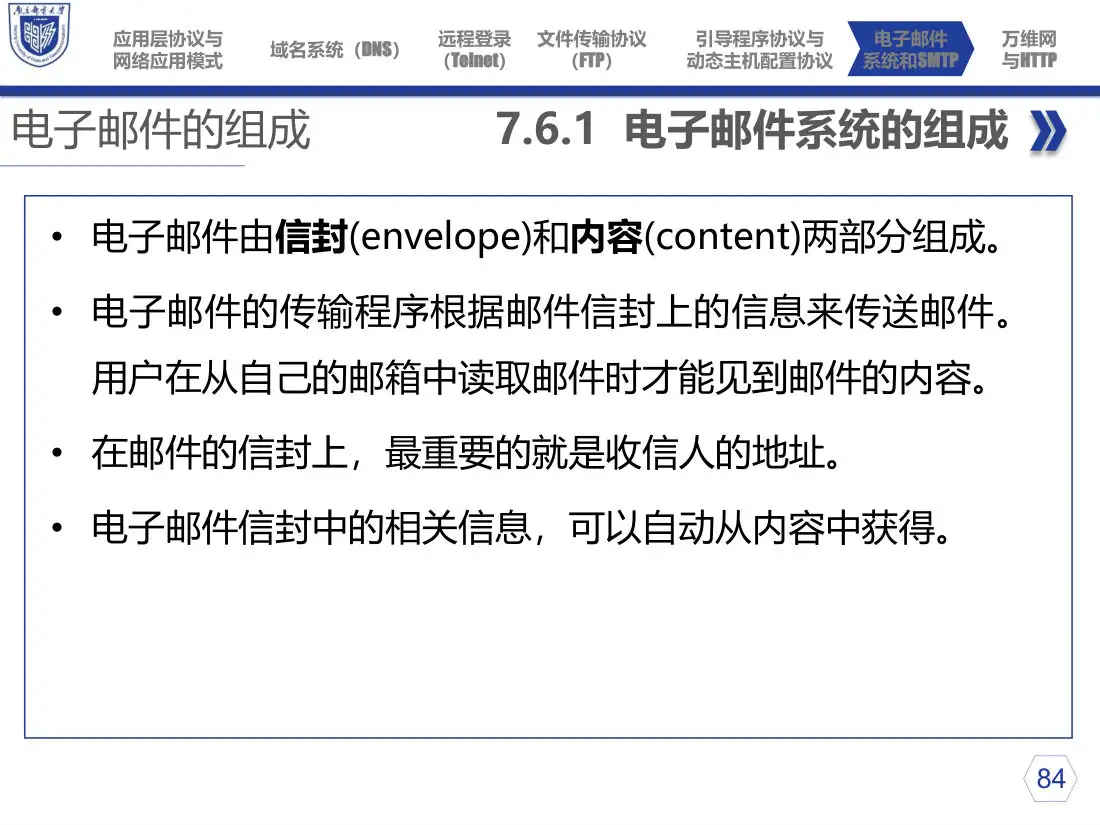 南京邮电大学
应用层协议与
网络应用模式
域名系统（DNS）
远程登录
（Telnet）
文件传输协议
（FTP）
引导程序协议与
动态主机配置协议
电子邮件
系统和SMTP
万维网
与HTTP
电子邮件的组成
7.6.1 电子邮件系统的组成
• 电子邮件由信封(envelope)和内容(content)两部分组成。
• 电子邮件的传输程序根据邮件信封上的信息来传送邮件。
用户在从自己的邮箱中读取邮件时才能见到邮件的内容。
• 在邮件的信封上，最重要的就是收信人的地址。
• 电子邮件信封中的相关信息，可以自动从内容中获得。
84